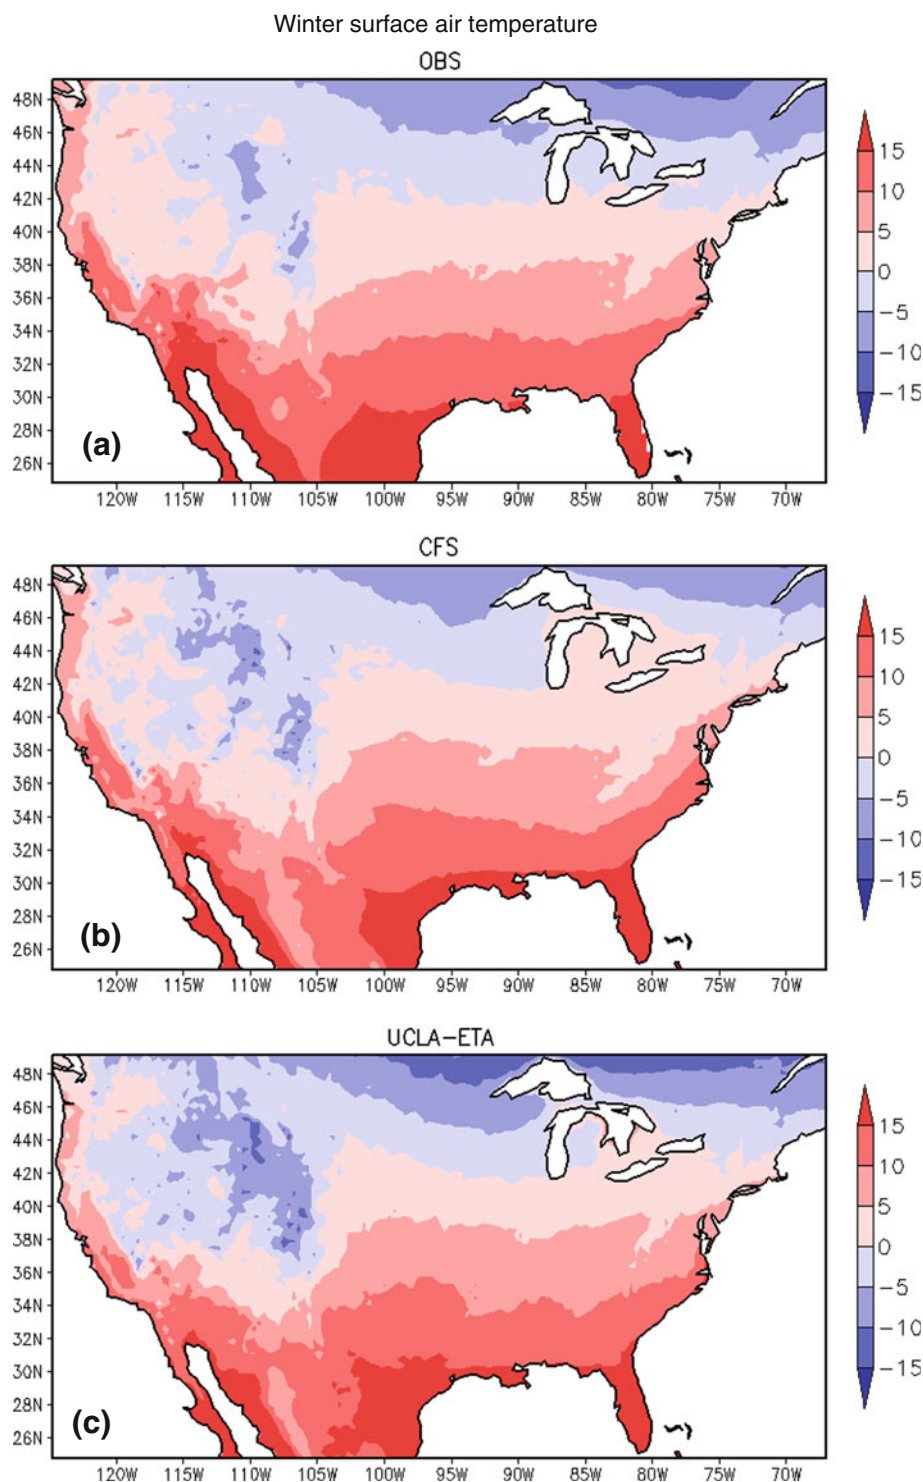 Winter surface air temperature
OBS
48N
46N
44N
42N
40N
38N
36N
34N
32N
30N
28N
26N
(a)
120W 115W 110W 105W 100W 95W 90W 85W 80W 75W 70W
15
10
5
0
−5
−10
−15
CFS
48N
46N
44N
42N
40N
38N
36N
34N
32N
30N
28N
26N
(b)
120W 115W 110W 105W 100W 95W 90W 85W 80W 75W 70W
15
10
5
0
−5
−10
−15
UCLA−ETA
48N
46N
44N
42N
40N
38N
36N
34N
32N
30N
28N
26N
(c)
120W 115W 110W 105W 100W 95W 90W 85W 80W 75W 70W
15
10
5
0
−5
−10
−15